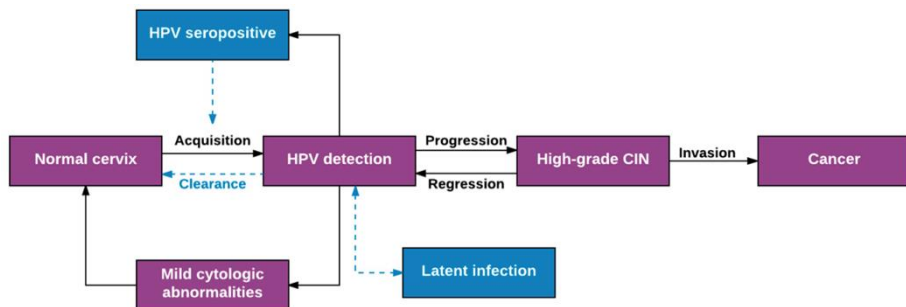 HPV seropositive
Acquisition
Progression
Normal cervix
HPV detection
High-grade CIN
Invasion
Cancer
Clearance
Regression
Mild cytologic
abnormalities
Latent infection